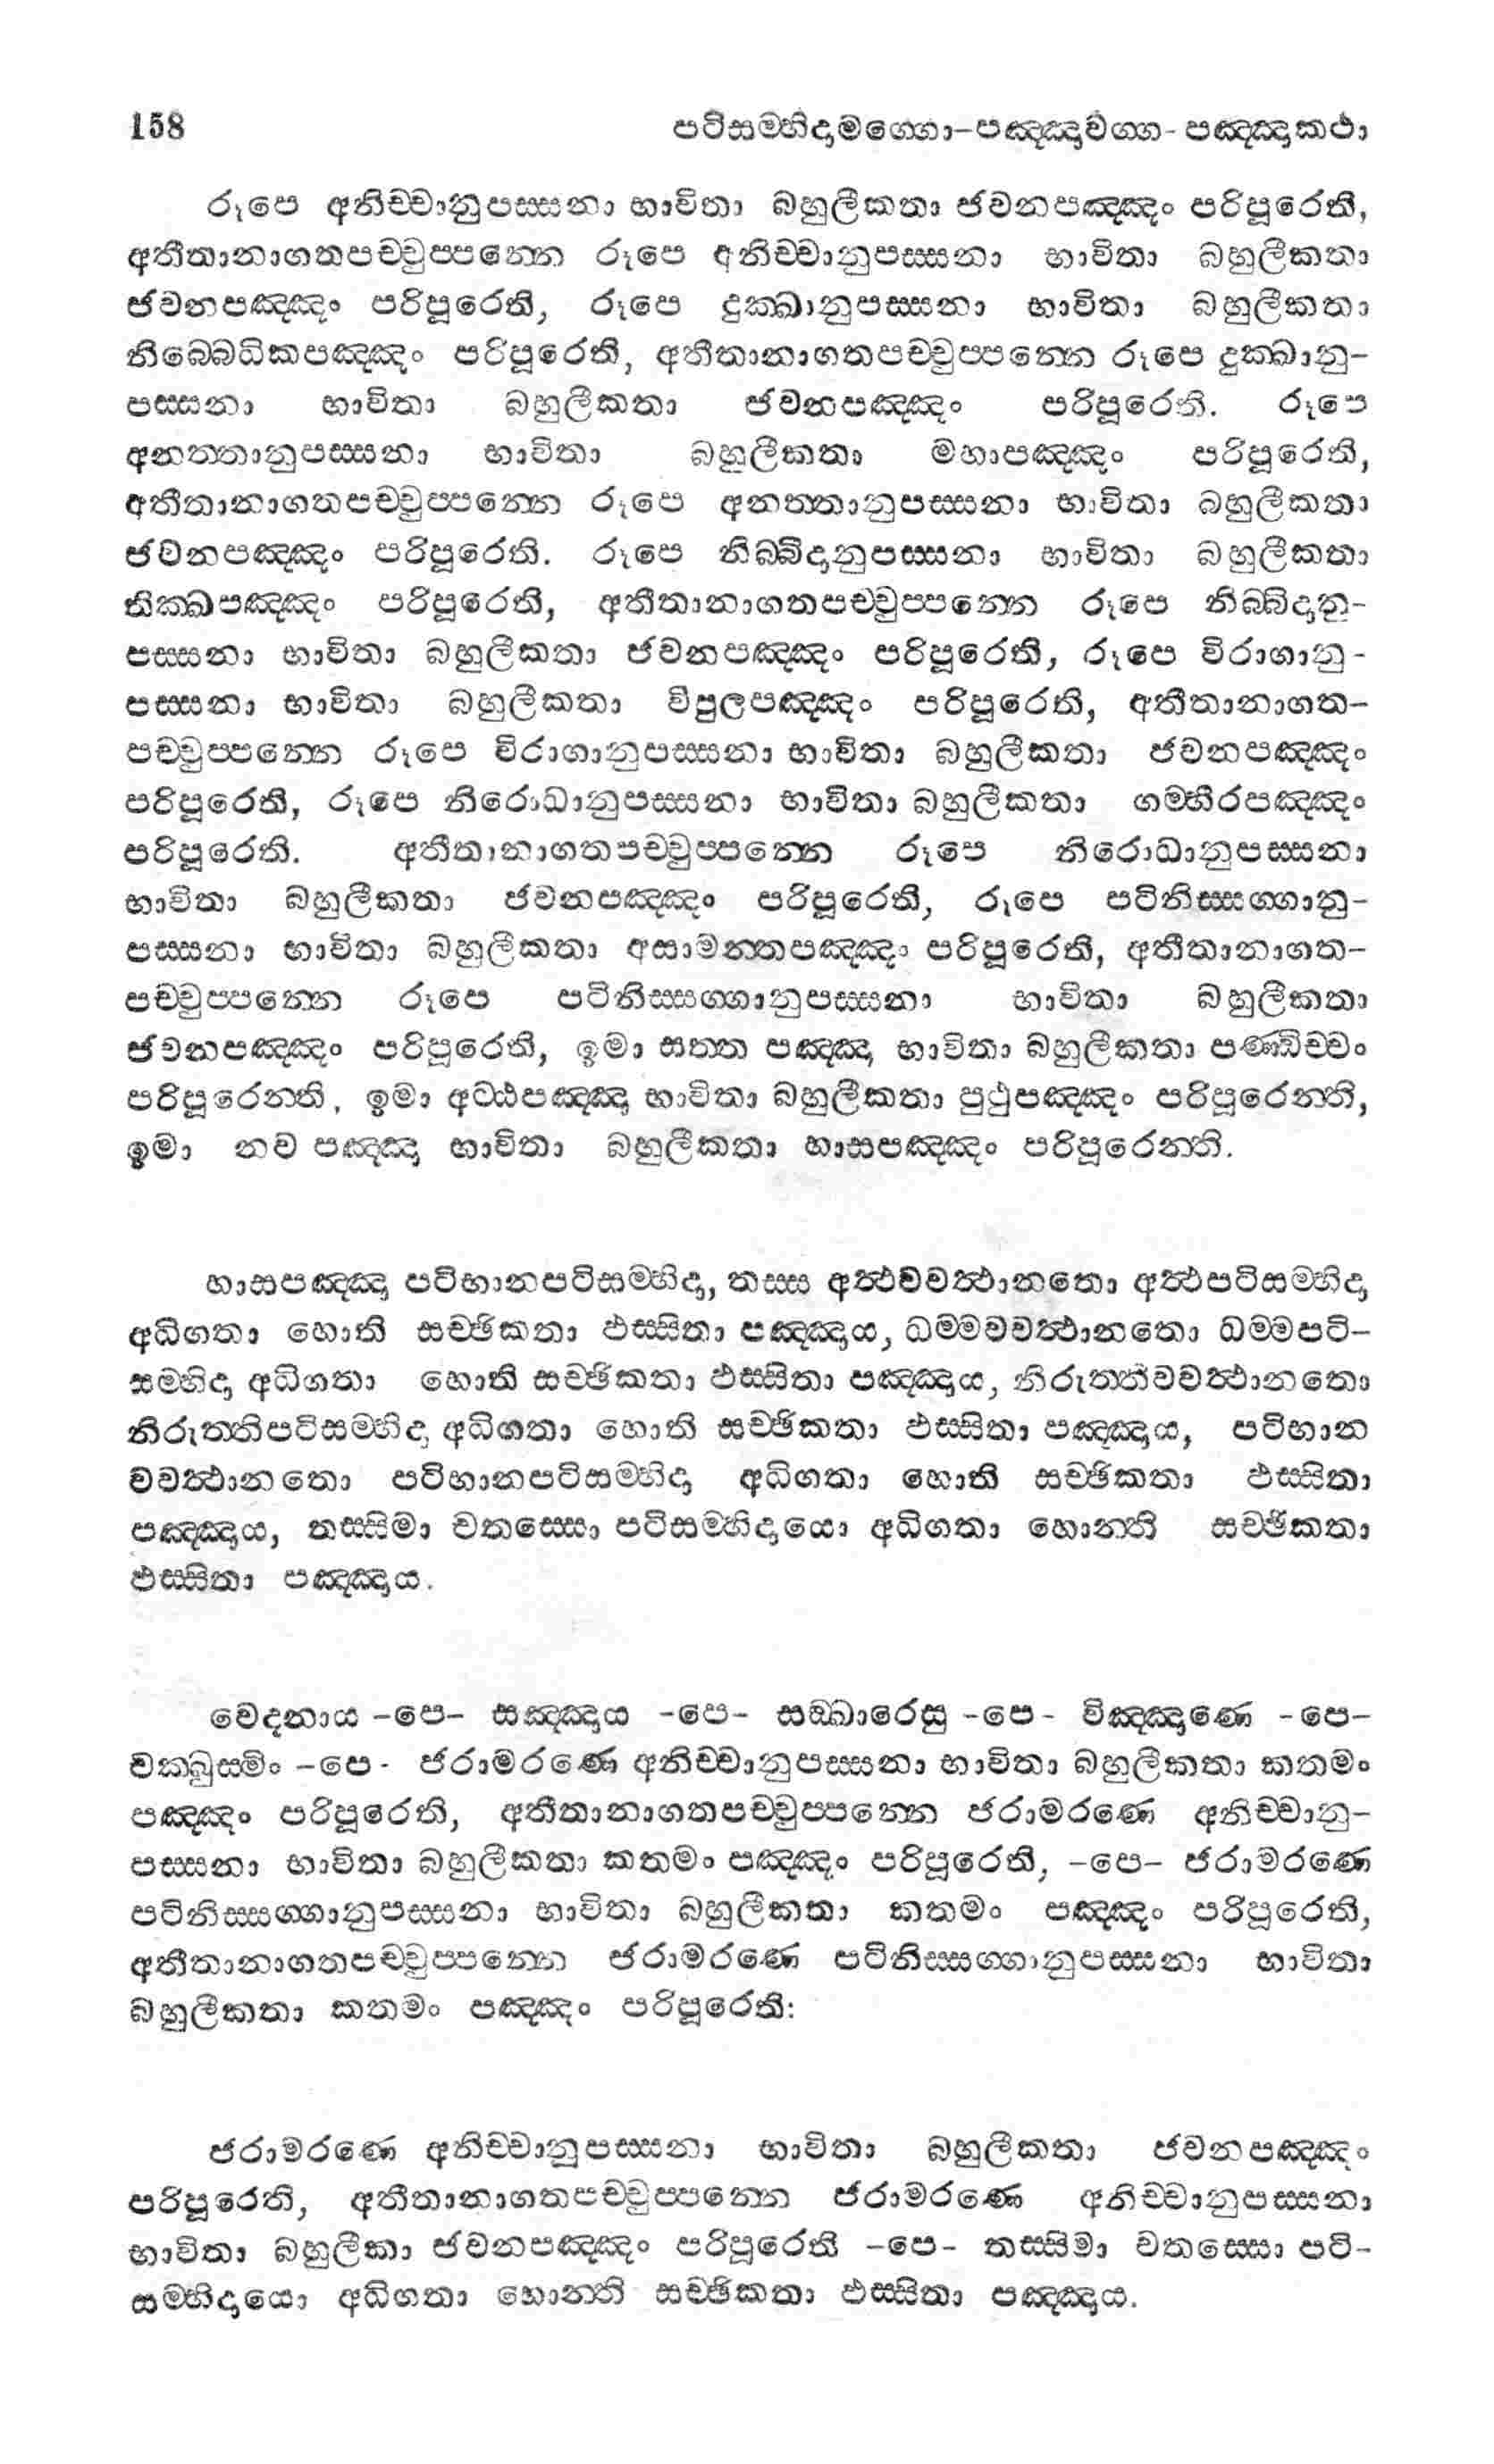 158 පටිසම්භිදාමග්ගො-පඤ්ඤාවග්ග- පඤ්ඤාකථා
රූපෙ අනිච්චානුපස්සනා භාවිතා බහුලීකතා ජවනපඤ්ඤං පරිපූරෙති,
අතීතානාගතපච්චුප්පන්නෙ රූපෙ අනිච්චානුපස්සනා භාවිතා බහුලීකතා
ජවනපඤ්ඤං පරිපූරෙති, රූපෙ දුක්ඛානුපස්සනා භාවිතා බහුලීකතා
නිබ්බෙධිකපඤ්ඤං පරිපූරෙති, අතීතානාගතපච්චුප්පන්නෙ රූපෙ දුක්ඛානු-
පස්සනා භාවිතා බහුලීකතා ජවනපඤ්ඤං පරිපූරෙති. රූපෙ
අනත්තානුපස්සනා භාවිතා බහුලීකතා මහාපඤ්ඤං පරිපූරෙති,
අතීතානාගතපච්චුප්පන්නෙ රූපෙ අනත්තානුපස්සනා භාවිතා බහුලීකතා
ජවනපඤ්ඤං පරිපූරෙති. රූපෙ නිබ්බිදානුපස්සනා භාවිතා බහුලීකතා
තික්ඛපඤ්ඤං පරිපූරෙති, අතීතානාගතපච්චුප්පන්නෙ රූපෙ නිබ්බිදානු-
පස්සනා භාවිතා බහුලීකතා ජවනපඤ්ඤං පරිපූරෙති, රූපෙ විරාගානු-
පස්සනා භාවිතා බහුලීකතා විපුලපඤ්ඤං පරිපූරෙති, අතීතානාගත-
පච්චුප්පන්නෙ රූපෙ විරාගානුපස්සනා භාවිතා බහුලීකතා ජවනපඤ්ඤං
පරිපූරෙති, රූපෙ නිරොධානුපස්සනා භාවිතා බහුලීකතා ගම්භීරපඤ්ඤං
පරිපූරෙති. අතීතානාගතපච්චුප්පන්නෙ රූපෙ නිරොධානුපස්සනා
භාවිතා බහුලීකතා ජවනපඤ්ඤං පරිපූරෙති, රූපෙ පටිනිස්සග්ගානු-
පස්සනා භාවිතා බහුලීකතා අසාමන්තපඤ්ඤං පරිපූරෙති, අතීතානාගත-
පච්චුප්පන්නෙ රූපෙ පටිනිස්සග්ගානුපස්සනා භාවිතා බහුලීකතා
ජවනපඤ්ඤං පරිපූරෙති, ඉමා සත්ත පඤ්ඤා භාවිතා බහුලීකතා පණ්ඩිච්චං
පරිපූරෙන්ති, ඉමා අට්ඨපඤ්ඤා භාවිතා බහුලීකතා පුථුපඤ්ඤං පරිපූරෙන්ති,
ඉමා නව පඤ්ඤා භාවිතා බහුලීකතා හාසපඤ්ඤං පරිපූරෙන්ති.
හාසපඤ්ඤා පටිභානපටිසම්භිදා, තස්ස අත්ථවවත්ථානතො අත්ථපටිසම්භිදා
අධිගතා හොති සච්ඡිකතා ඵස්සිතා පඤ්ඤාය, ධම්මවවත්ථානතො ධම්මපටි-
සම්භිදා අධිගතා හොති සච්ඡිකතා ඵස්සිතා පඤ්ඤාය, නිරුත්තිවවත්ථානතො
නිරුත්තිපටිසම්භිදා අධිගතා හොති සච්ඡිකතා ඵස්සිතා පඤ්ඤාය, පටිභාන
වවත්ථානතො පටිභානපටිසම්භිදා අධිගතා හොති සච්ඡිකතා ඵස්සිතා
පඤ්ඤාය, තස්සිමා චතස්සො පටිසම්භිදායො අධිගතා හොන්ති සච්ඡිකතා
ඵස්සිතා පඤ්ඤාය.
වෙදනාය -පෙ- සඤ්ඤාය -පෙ- සඞ්ඛාරෙසු -පෙ- විඤ්ඤාණෙ -පෙ-
චක්ඛුස්මිං -පෙ- ජරාමරණෙ අනිච්චානුපස්සනා භාවිතා බහුලීකතා කතමං
පඤ්ඤං පරිපූරෙති, අතීතානාගතපච්චුප්පන්නෙ ජරාමරණෙ අනිච්චානු-
පස්සනා භාවිතා බහුලීකතා කතමං පඤ්ඤං පරිපූරෙති, -පෙ- ජරාමරණෙ
පටිනිස්සග්ගානුපස්සනා භාවිතා බහුලීකතා කතමං පඤ්ඤං පරිපූරෙති,
අතීතානාගතපච්චුප්පන්නෙ ජරාමරණෙ පටිනිස්සග්ගානුපස්සනා භාවිතා
බහුලීකතා කතමං පඤ්ඤං පරිපූරෙති:
ජරාමරණෙ අනිච්චානුපස්සනා භාවිතා බහුලීකතා ජවනපඤ්ඤං
පරිපූරෙති, අතීතානාගතපච්චුප්පන්නෙ ජරාමරණෙ අනිච්චානුපස්සනා
භාවිතා බහුලීකා ජවනපඤ්ඤං පරිපූරෙති -පෙ- තස්සිමා චතස්සො පටි-
සම්භිදායො අධිගතා හොන්ති සච්ඡිකතා ඵස්සිතා පඤ්ඤාය.